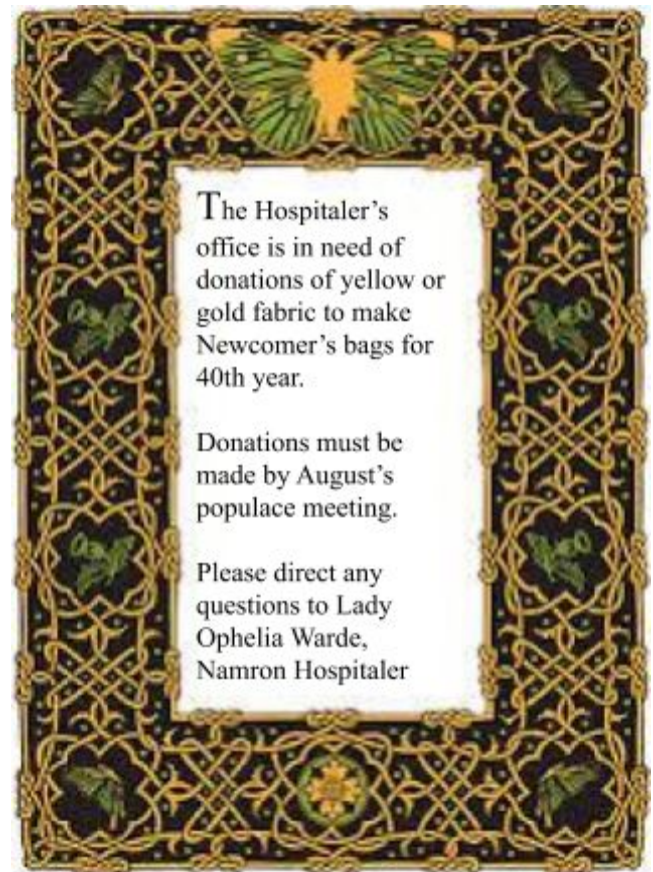 The Hospitaler’s
office is in need of
donations of yellow or
gold fabric to make
Newcomer’s bags for
40th year.
Donations must be
made by August’s
populace meeting.
Please direct any
questions to Lady
Ophelia Warde,
Namron Hospitaler